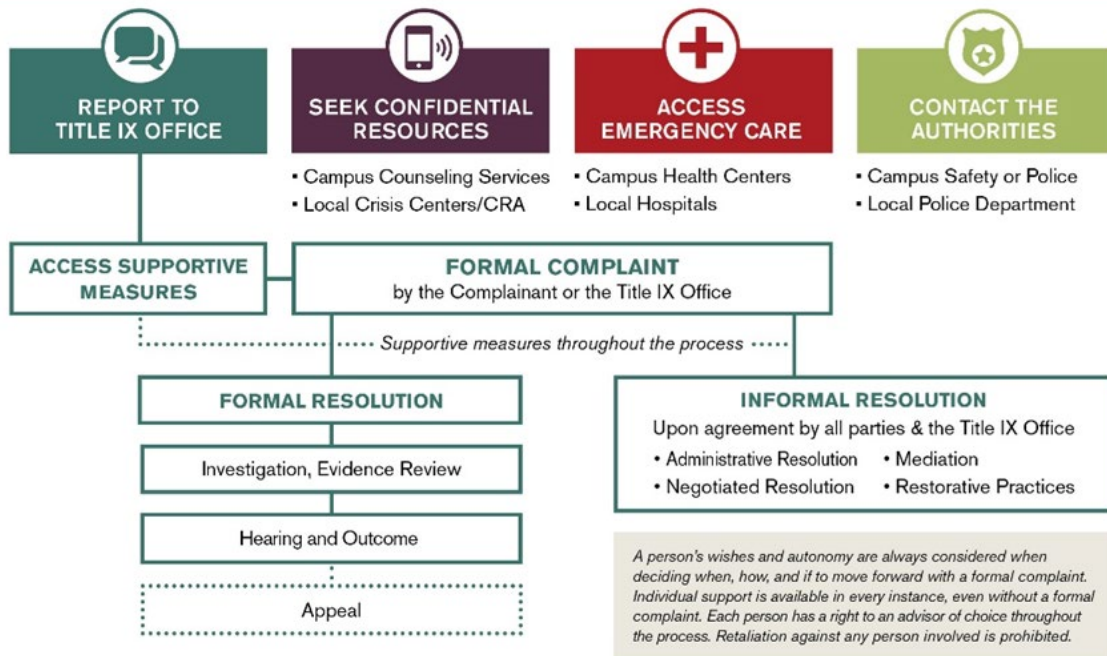 REPORT TO
TITLE IX OFFICE
SEEK CONFIDENTIAL
RESOURCES
▪ Campus Counseling Services
▪ Local Crisis Centers/CRA
ACCESS
EMERGENCY CARE
▪ Campus Health Centers
▪ Local Hospitals
CONTACT THE
AUTHORITIES
▪ Campus Safety or Police
▪ Local Police Department
ACCESS SUPPORTIVE
MEASURES
FORMAL COMPLAINT
by the Complainant or the Title IX Office
Supportive measures throughout the process
FORMAL RESOLUTION
Investigation, Evidence Review
Hearing and Outcome
Appeal
INFORMAL RESOLUTION
Upon agreement by all parties & the Title IX Office
• Administrative Resolution
• Negotiated Resolution
• Mediation
• Restorative Practices
A person's wishes and autonomy are always considered when
deciding when, how, and if to move forward with a formal complaint.
Individual support is available in every instance, even without a formal
complaint. Each person has a right to an advisor of choice throughout
the process. Retaliation against any person involved is prohibited.